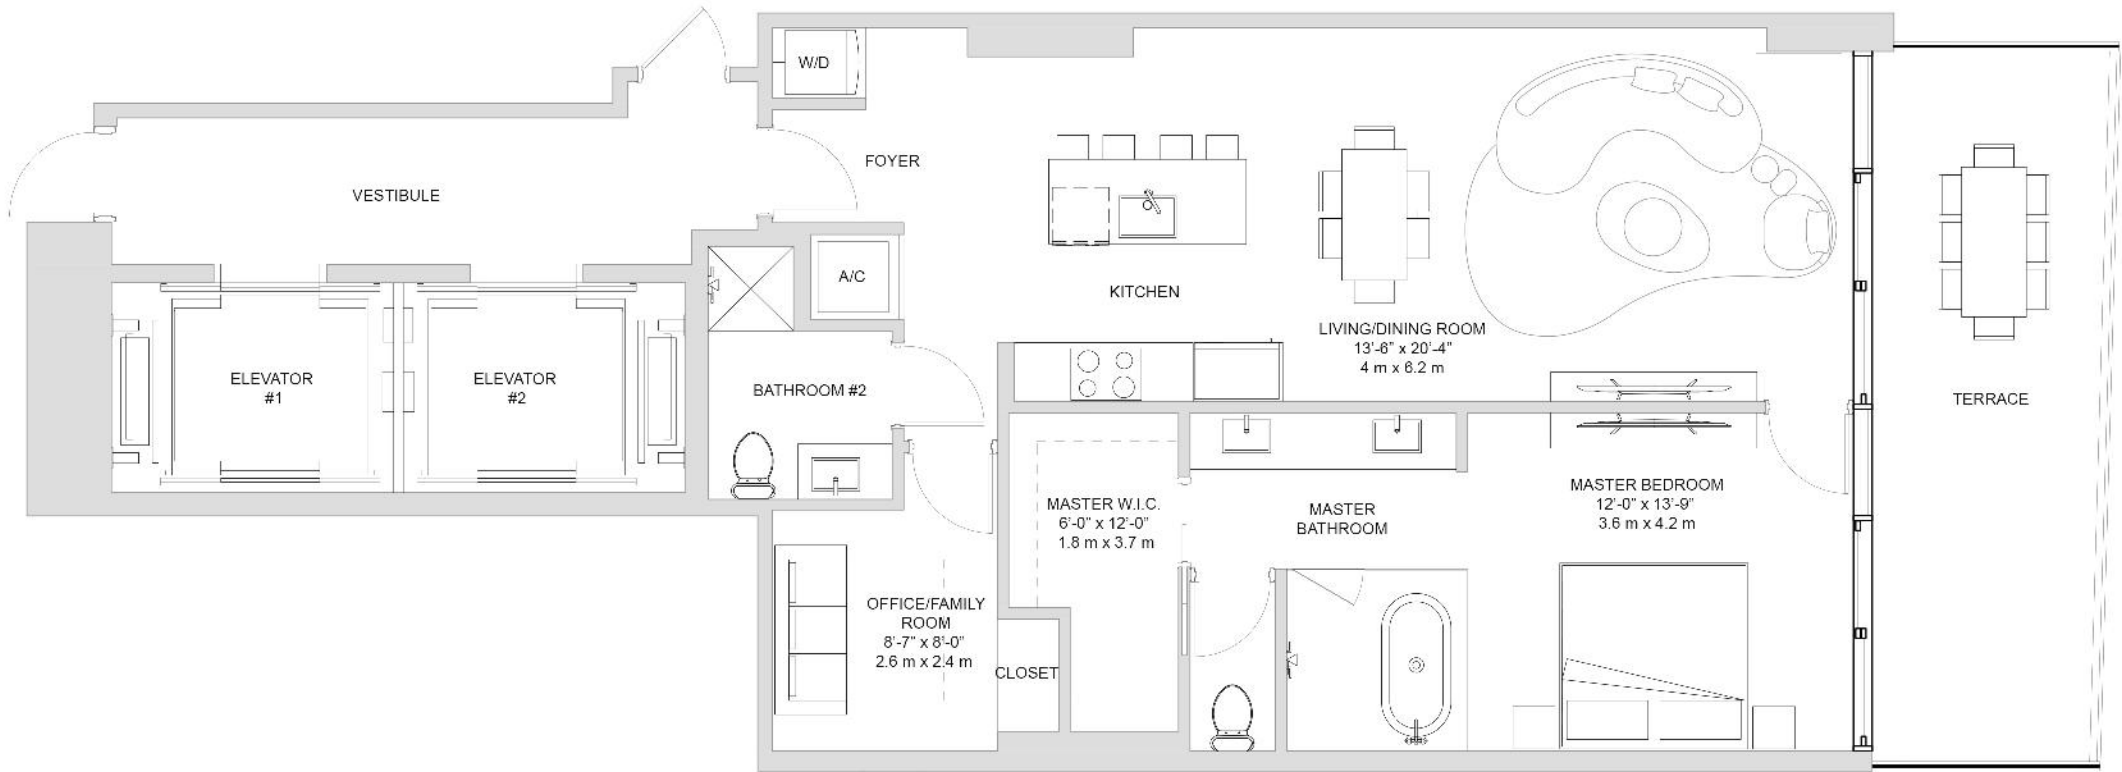 W/D
FOYER
VESTIBULE
A/C
KITCHEN
LIVING/DINING ROOM
13'-6" x 20'-4"
4 m x 6.2 m
ELEVATOR
#1
ELEVATOR
#2
BATHROOM #2
TERRACE
MASTER W.I.C.
6'-0" x 12'-0"
1.8 m x 3.7 m
MASTER
BATHROOM
MASTER BEDROOM
12'-0" x 13'-9"
3.6 m x 4.2 m
OFFICE/FAMILY
ROOM
8'-7" x 8'-0"
2.6 m x 2.4 m
CLOSET